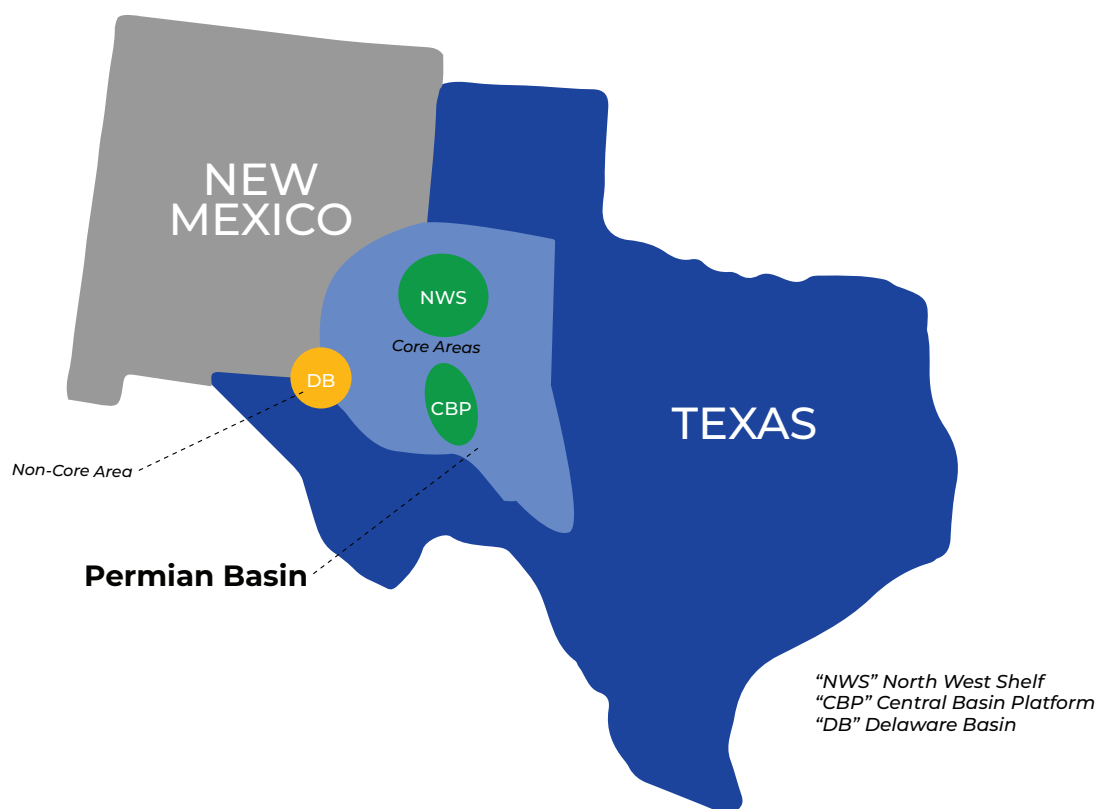 NEW
MEXICO
NWS
Core Areas
DB
CBP
TEXAS
Non-Core Area
Permian Basin
“NWS” North West Shelf
“CBP” Central Basin Platform
“DB” Delaware Basin